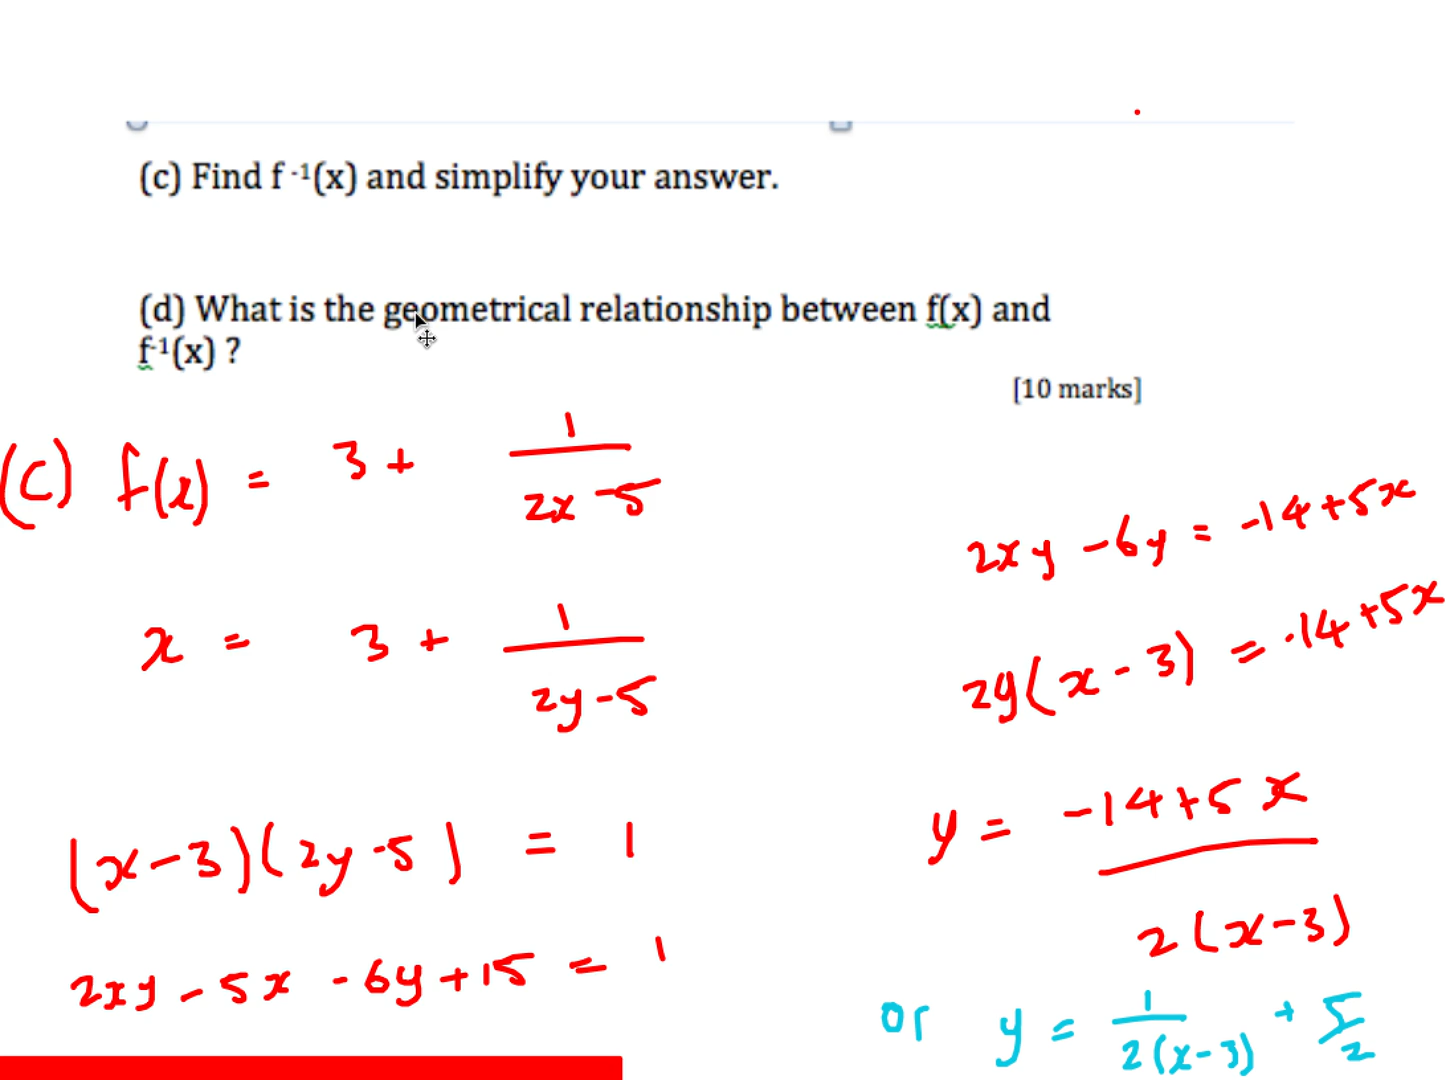 (c) Find f ⁻¹(x) and simplify your answer.
(d) What is the geometrical relationship between f(x) and
f⁻¹(x) ?
[10 marks]
(c) f(x) = 3 + 1/(2x - 5)
x = 3 + 1/(2y - 5)
(x - 3)(2y - 5) = 1
2xy - 5x - 6y + 15 = 1
2xy - 6y = -14 + 5x
2y(x - 3) = -14 + 5x
y = (-14 + 5x)/(2(x - 3))
or y = 1/(2(x - 3)) + 5/2